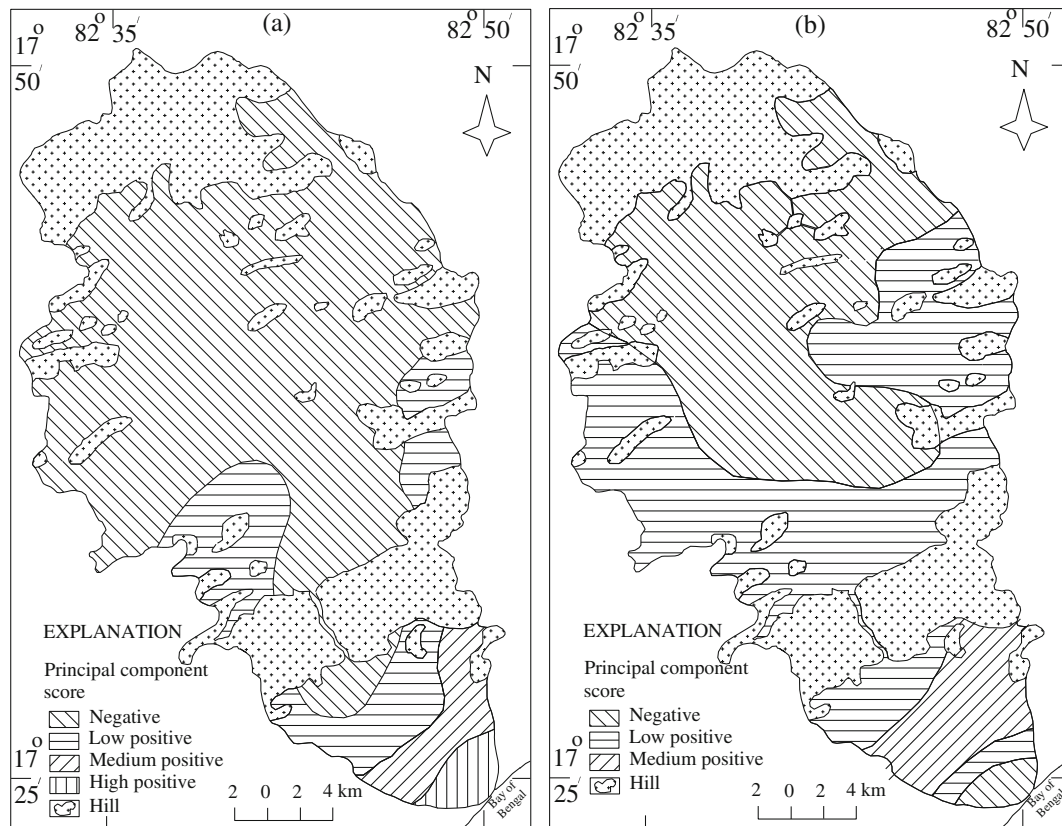 (a)
82° 35′
82° 50′
17°
50′
N
EXPLANATION
Principal component
score
Negative
Low positive
Medium positive
High positive
Hill
17°
25′
2 0 2 4 km
Bay of
Bengal
(b)
82° 35′
82° 50′
17°
50′
N
EXPLANATION
Principal component
score
Negative
Low positive
Medium positive
Hill
17°
25′
2 0 2 4 km
Bay of
Bengal